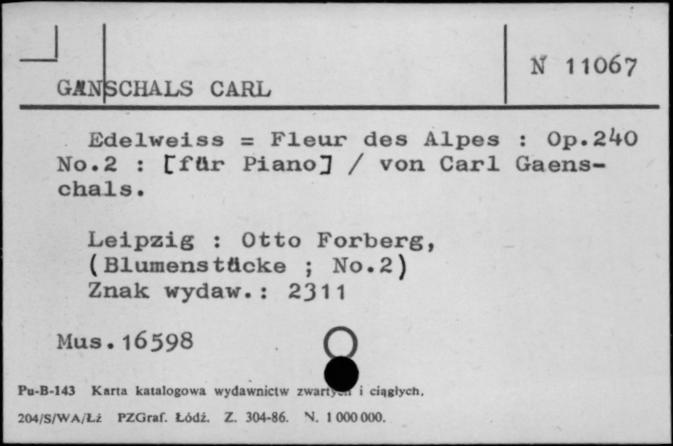 N 11067
GÄNSCHALS CARL
Edelweiss = Fleur des Alpes : Op.240
No.2 : [für Piano] / von Carl Gaens-
chals.
Leipzig : Otto Forberg,
(Blumenstücke ; No.2)
Znak wydaw.: 2311
Mus.16598
Pu-B-143 Karta katalogowa wydawnictw zwartych i ciągłych.
204/S/WA/Łż PZGraf. Łódź. Z. 304-86. N. 1 000 000.